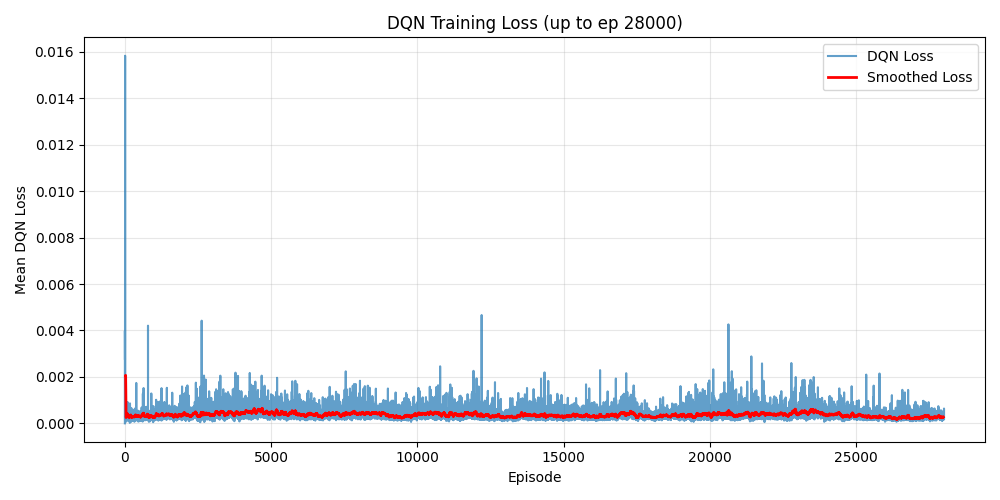 DQN Training Loss (up to ep 28000)
DQN Loss
Smoothed Loss
Mean DQN Loss
0.016
0.014
0.012
0.010
0.008
0.006
0.004
0.002
0.000
0 5000 10000 15000 20000 25000
Episode